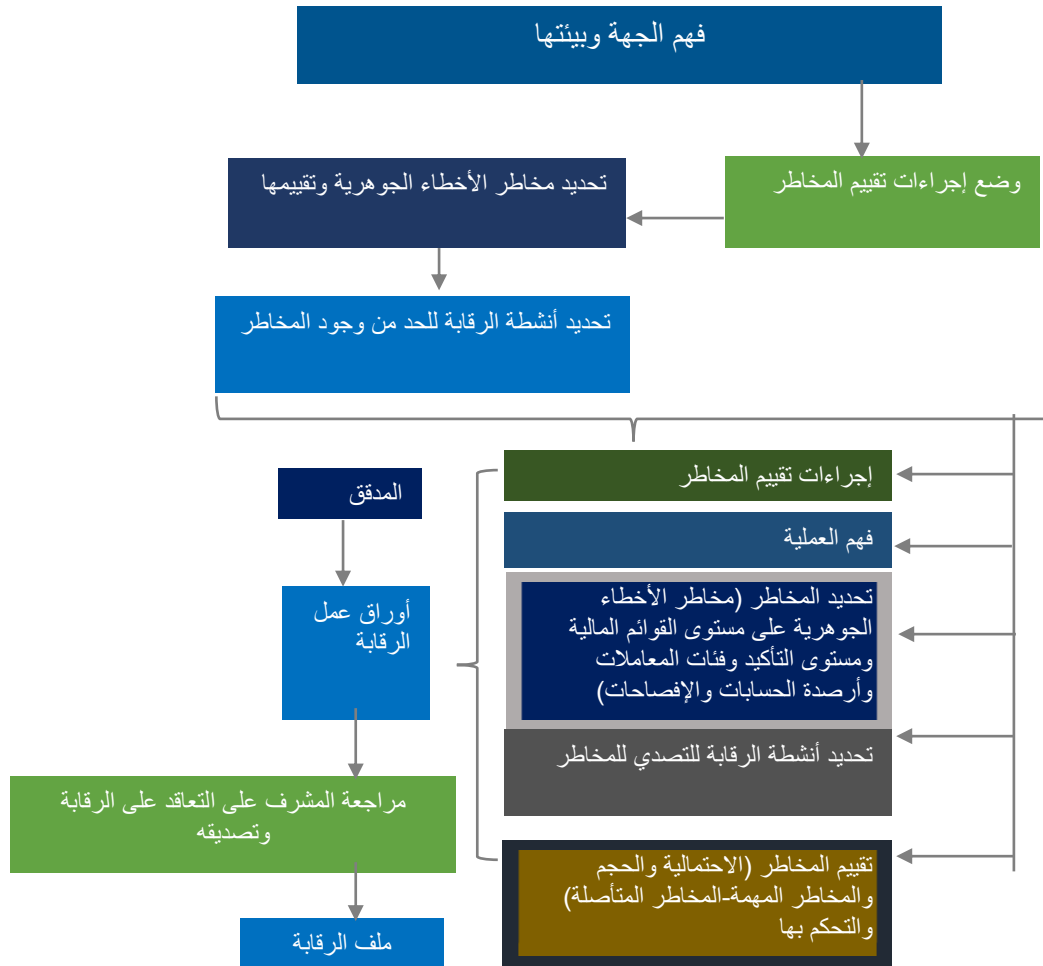 فهم الجهة وبيئتها
وضع إجراءات تقييم المخاطر
تحديد مخاطر الأخطاء الجوهرية وتقييمها
تحديد أنشطة الرقابة للحد من وجود المخاطر
إجراءات تقييم المخاطر
فهم العملية
تحديد المخاطر (مخاطر الأخطاء
الجوهرية على مستوى القوائم المالية
ومستوى التأكيد وفئات المعاملات
وأرصدة الحسابات والإفصاحات)
تحديد أنشطة الرقابة للتصدي للمخاطر
تقييم المخاطر (الاحتمالية والحجم
والمخاطر المهمة-المخاطر المتأصلة)
والتحكم بها
المدقق
أوراق عمل
الرقابة
مراجعة المشرف على التعاقد على الرقابة
وتصديقه
ملف الرقابة